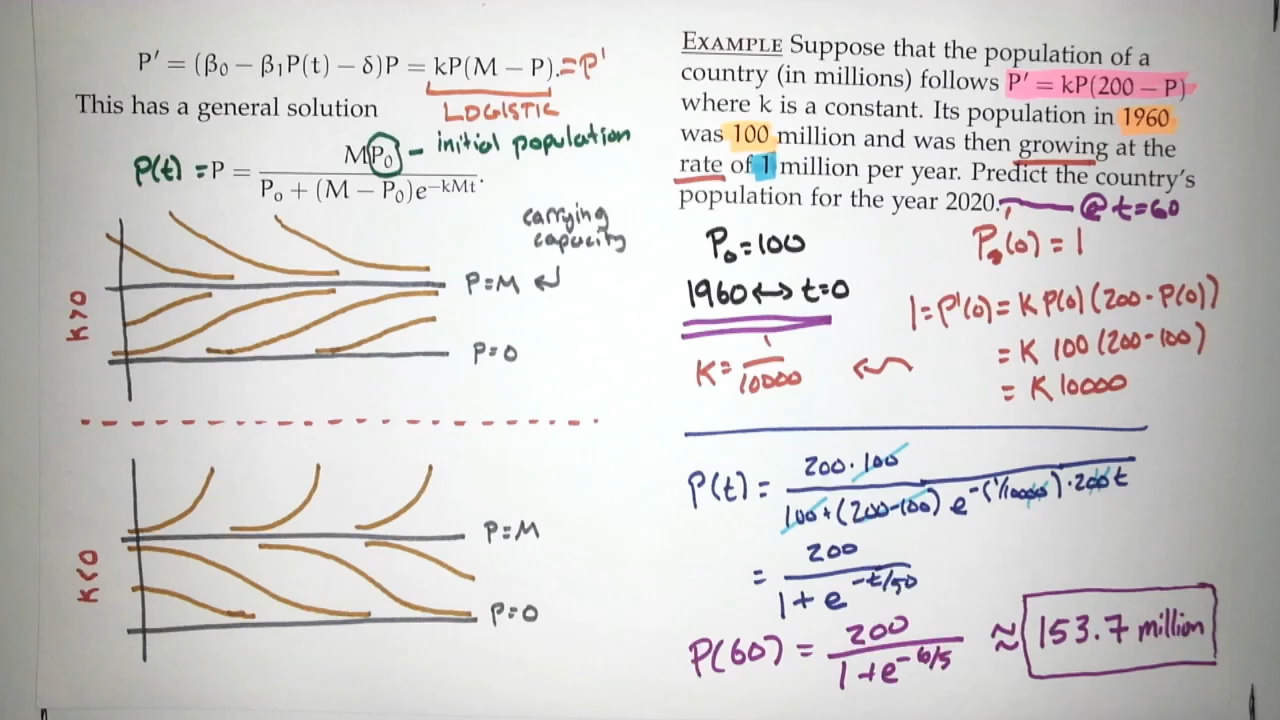 P′ = (β₀ − β₁P(t) − δ)P = kP(M − P). = P'
This has a general solution
LOGISTIC
P(t) = P = MP₀ / (P₀ + (M − P₀)e^(−kMt)).
- initial population
carrying
capacity
P=M ↵
K>0
P=0
P=M
K<0
P=0
EXAMPLE Suppose that the population of a
country (in millions) follows P′ = kP(200 − P)
where k is a constant. Its population in 1960
was 100 million and was then growing at the
rate of 1 million per year. Predict the country's
population for the year 2020.
@ t=60
P₀=100
1960 ↔ t=0
K = 1/10000
P'(0) = 1
1 = P'(0) = K P(0) (200 - P(0))
= K 100 (200-100)
= K 10000
P(t) = 200·100 / (100+(200-100) e^(-(1/10000)·200t))
= 200 / (1+e^(-t/50))
P(60) = 200 / (1+e^(-6/5)) ≈ 153.7 million